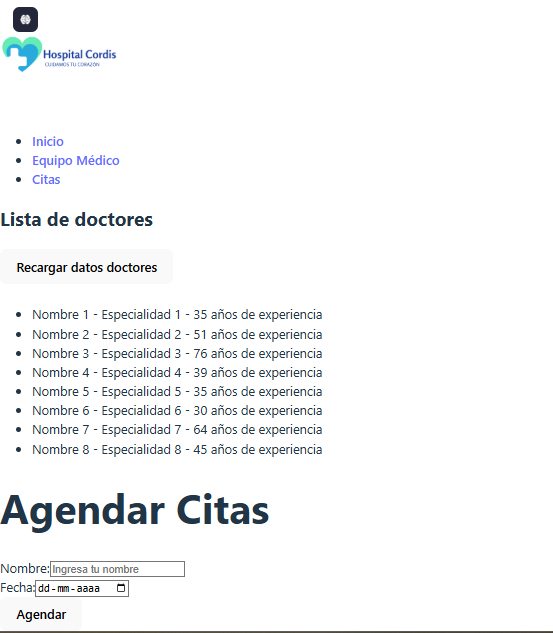 Hospital Cordis
CUIDAMOS TU CORAZÓN
Inicio
Equipo Médico
Citas
Lista de doctores
Recargar datos doctores
Nombre 1 - Especialidad 1 - 35 años de experiencia
Nombre 2 - Especialidad 2 - 51 años de experiencia
Nombre 3 - Especialidad 3 - 76 años de experiencia
Nombre 4 - Especialidad 4 - 39 años de experiencia
Nombre 5 - Especialidad 5 - 35 años de experiencia
Nombre 6 - Especialidad 6 - 30 años de experiencia
Nombre 7 - Especialidad 7 - 64 años de experiencia
Nombre 8 - Especialidad 8 - 45 años de experiencia
Agendar Citas
Nombre: Ingresa tu nombre
Fecha: dd-mm-aaaa
Agendar